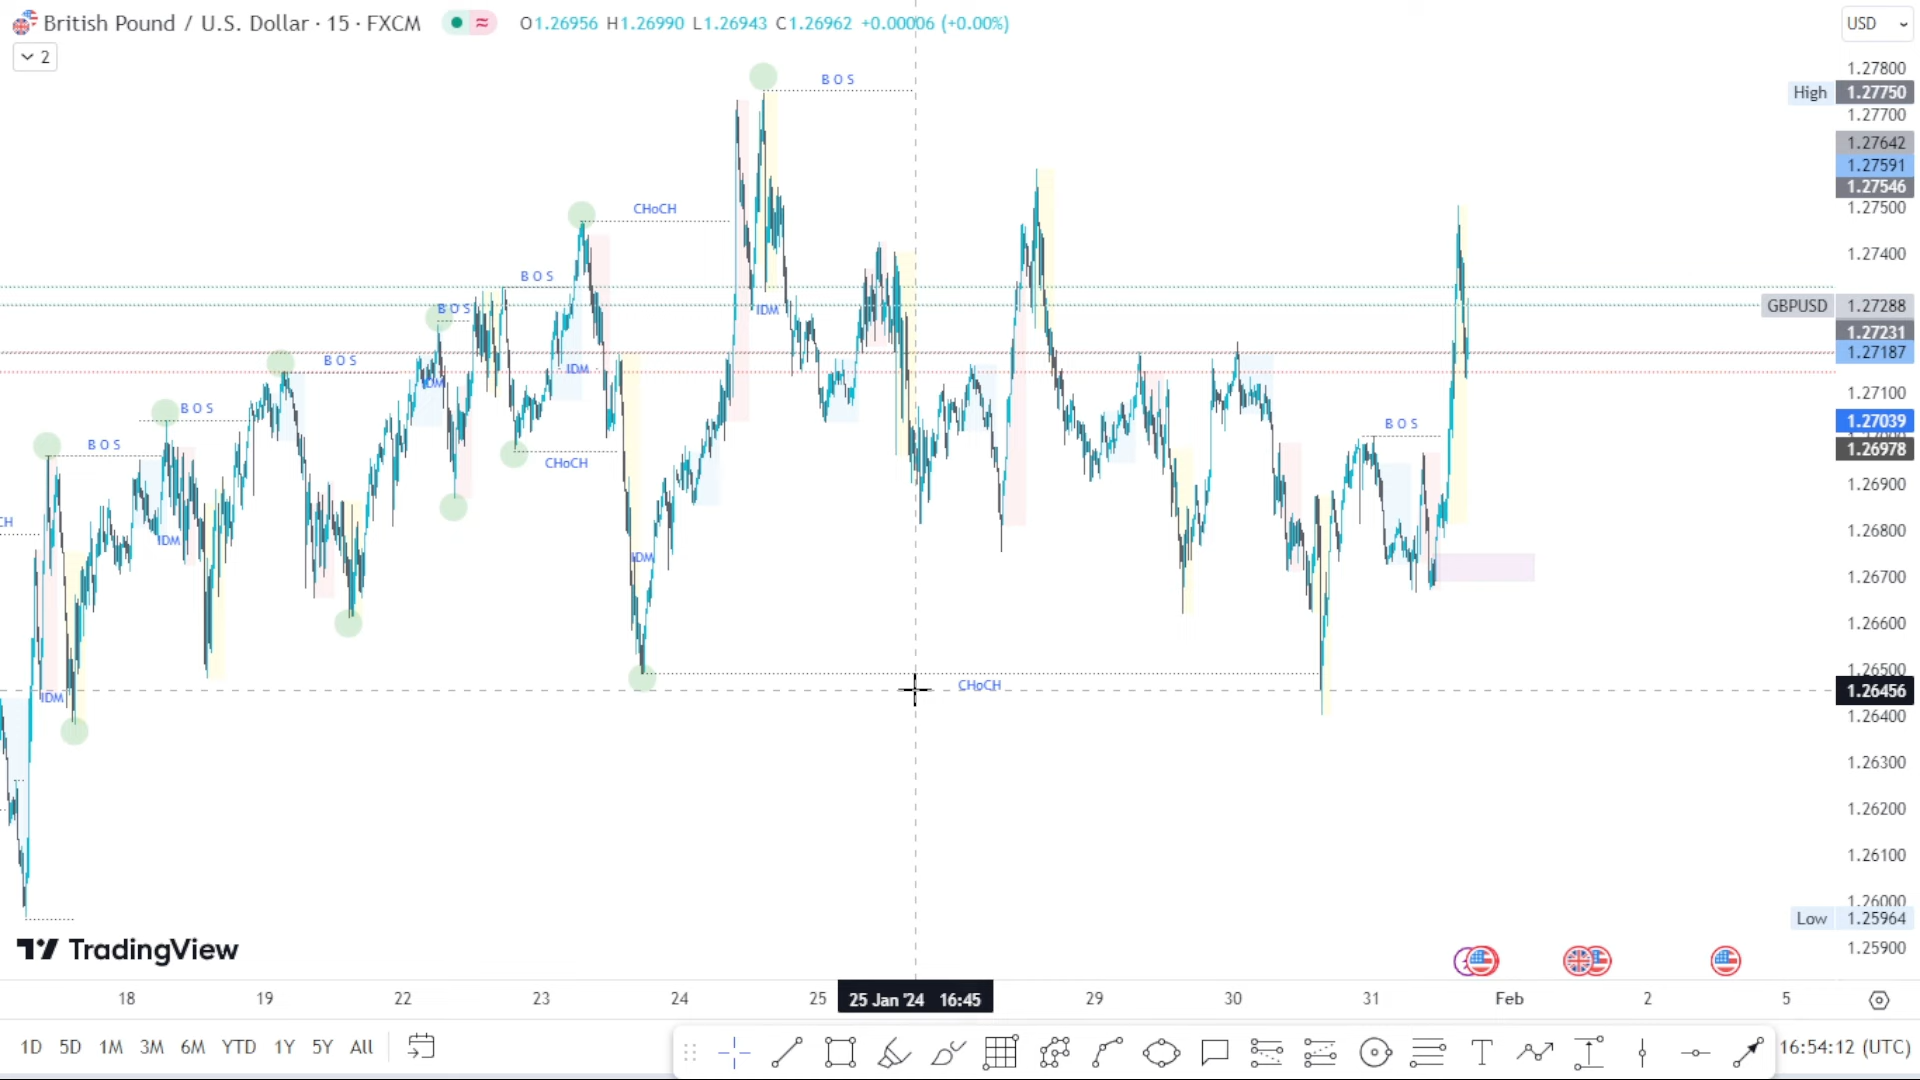 British Pound / U.S. Dollar · 15 · FXCM
O1.26956 H1.26990 L1.26943 C1.26962 +0.00006 (+0.00%)
USD
2
1.27800
High 1.27750
1.27700
1.27642
1.27591
1.27546
1.27500
1.27400
GBPUSD 1.27288
1.27231
1.27187
1.27100
1.27039
1.26978
1.26900
1.26800
1.26700
1.26600
1.26500
1.26456
1.26400
1.26300
1.26200
1.26100
1.26000
Low 1.25964
1.25900
BOS
CHoCH
BOS
BOS
IDM
BOS
IDM
IDM
BOS
BOS
BOS
CHoCH
CH
IDM
IDM
IDM
CHoCH
TradingView
18
19
22
23
24
25
25 Jan '24 16:45
29
30
31
Feb
2
5
1D 5D 1M 3M 6M YTD 1Y 5Y All
16:54:12 (UTC)